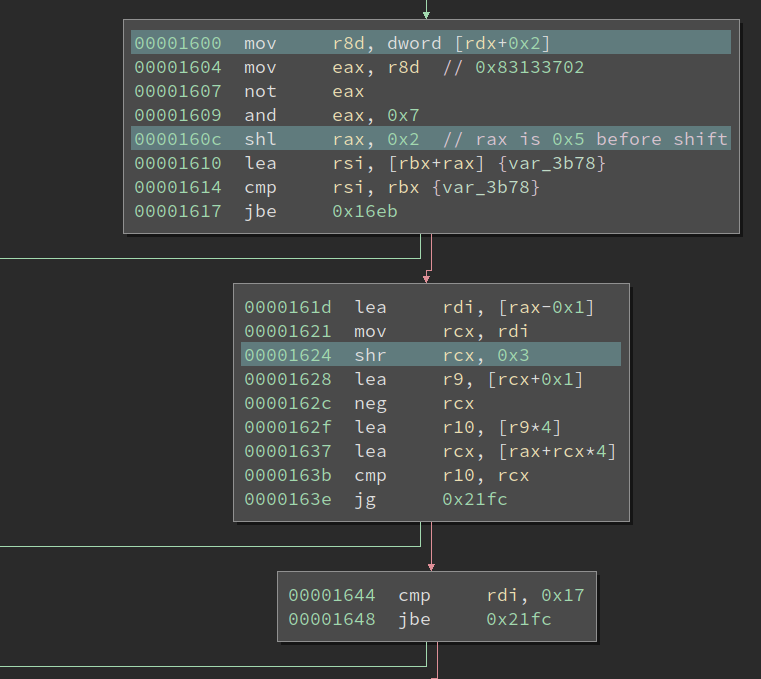 00001600 mov r8d, dword [rdx+0x2]
00001604 mov eax, r8d // 0x83133702
00001607 not eax
00001609 and eax, 0x7
0000160c shl rax, 0x2 // rax is 0x5 before shift
00001610 lea rsi, [rbx+rax] {var_3b78}
00001614 cmp rsi, rbx {var_3b78}
00001617 jbe 0x16eb
0000161d lea rdi, [rax-0x1]
00001621 mov rcx, rdi
00001624 shr rcx, 0x3
00001628 lea r9, [rcx+0x1]
0000162c neg rcx
0000162f lea r10, [r9*4]
00001637 lea rcx, [rax+rcx*4]
0000163b cmp r10, rcx
0000163e jg 0x21fc
00001644 cmp rdi, 0x17
00001648 jbe 0x21fc